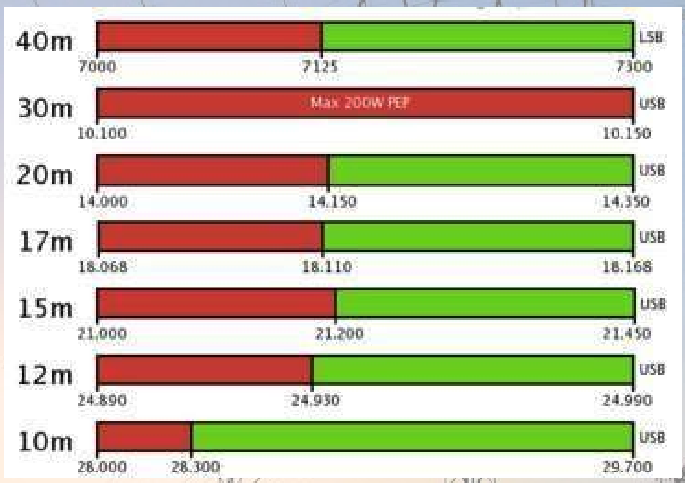 40m LSB
7000 7125 7300
30m Max 200W PEP USB
10.100 10.150
20m USB
14.000 14.150 14.350
17m USB
18.068 18.110 18.168
15m USB
21.000 21.200 21.450
12m USB
24.890 24.930 24.990
10m USB
28.000 28.300 29.700